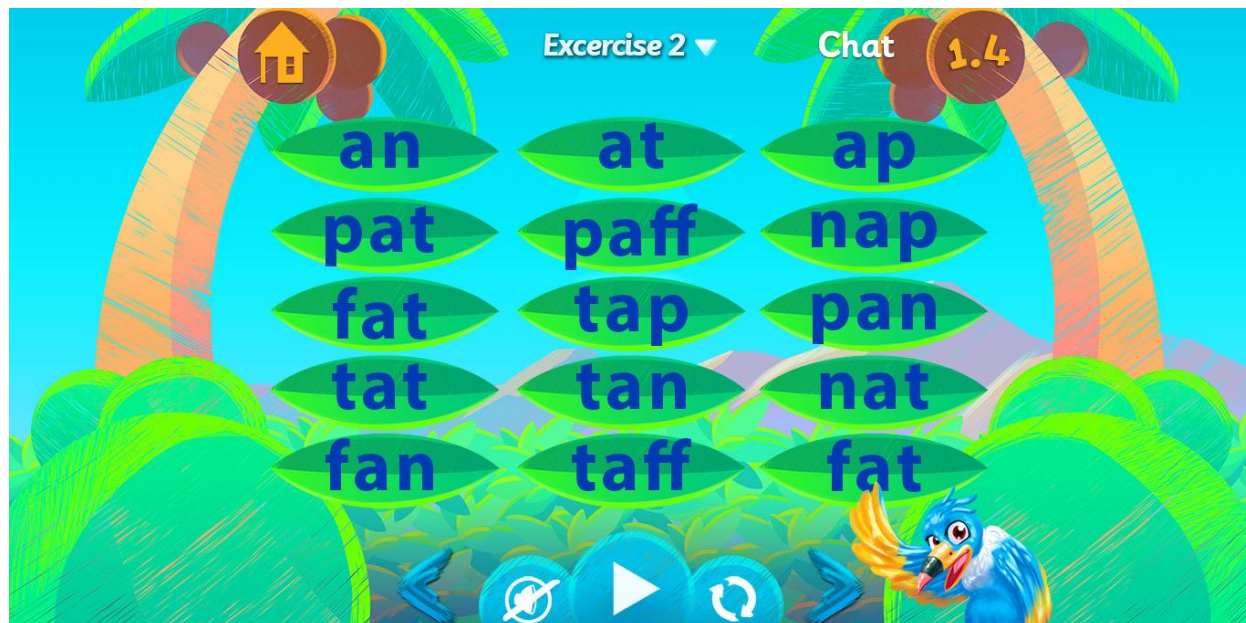 Excercise 2 Chat 1.4
an at ap
pat paff nap
fat tap pan
tat tan nat
fan taff fat